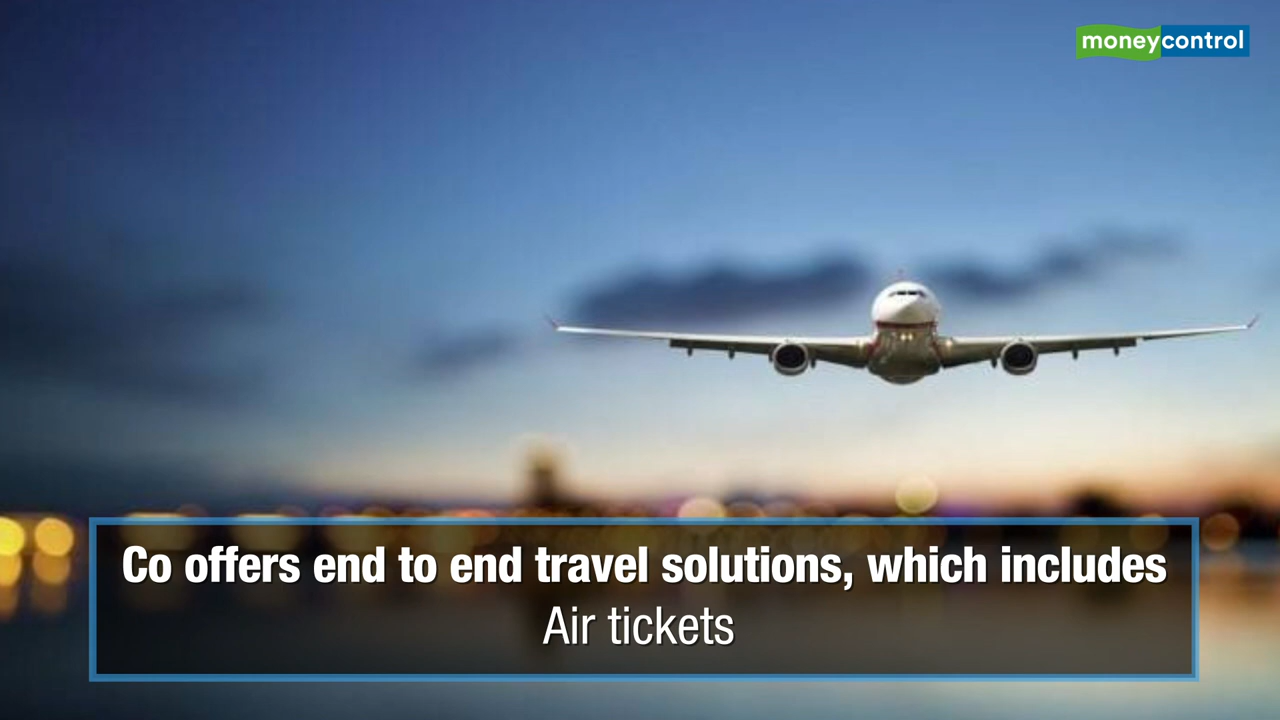 moneycontrol
Co offers end to end travel solutions, which includes
Air tickets